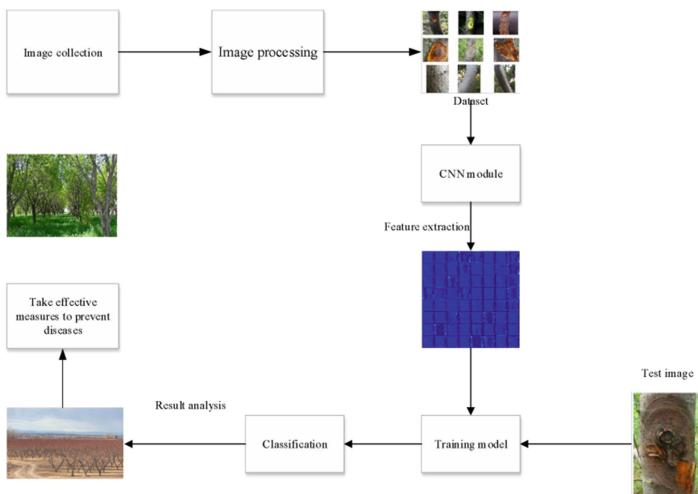 Image collection
Image processing
Dataset
CNN module
Feature extraction
Take effective
measures to prevent
diseases
Test image
Result analysis
Classification
Training model